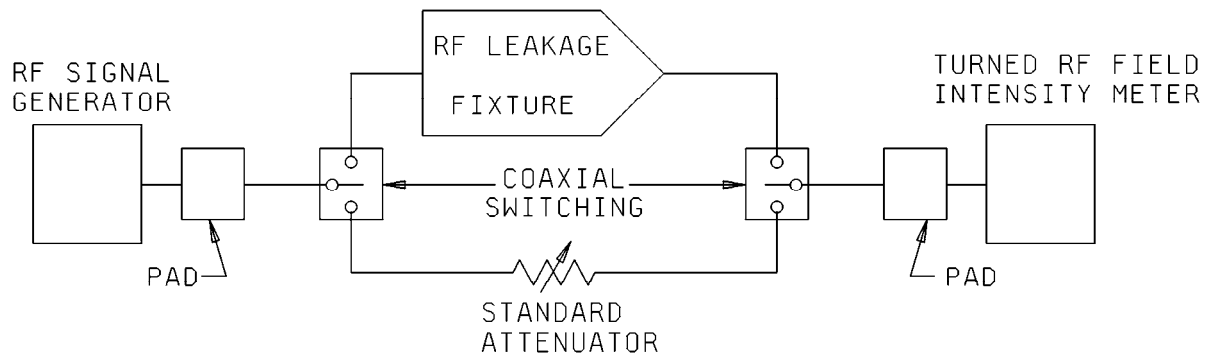 RF LEAKAGE
FIXTURE
RF SIGNAL
GENERATOR
TURNED RF FIELD
INTENSITY METER
COAXIAL
SWITCHING
PAD
PAD
STANDARD
ATTENUATOR